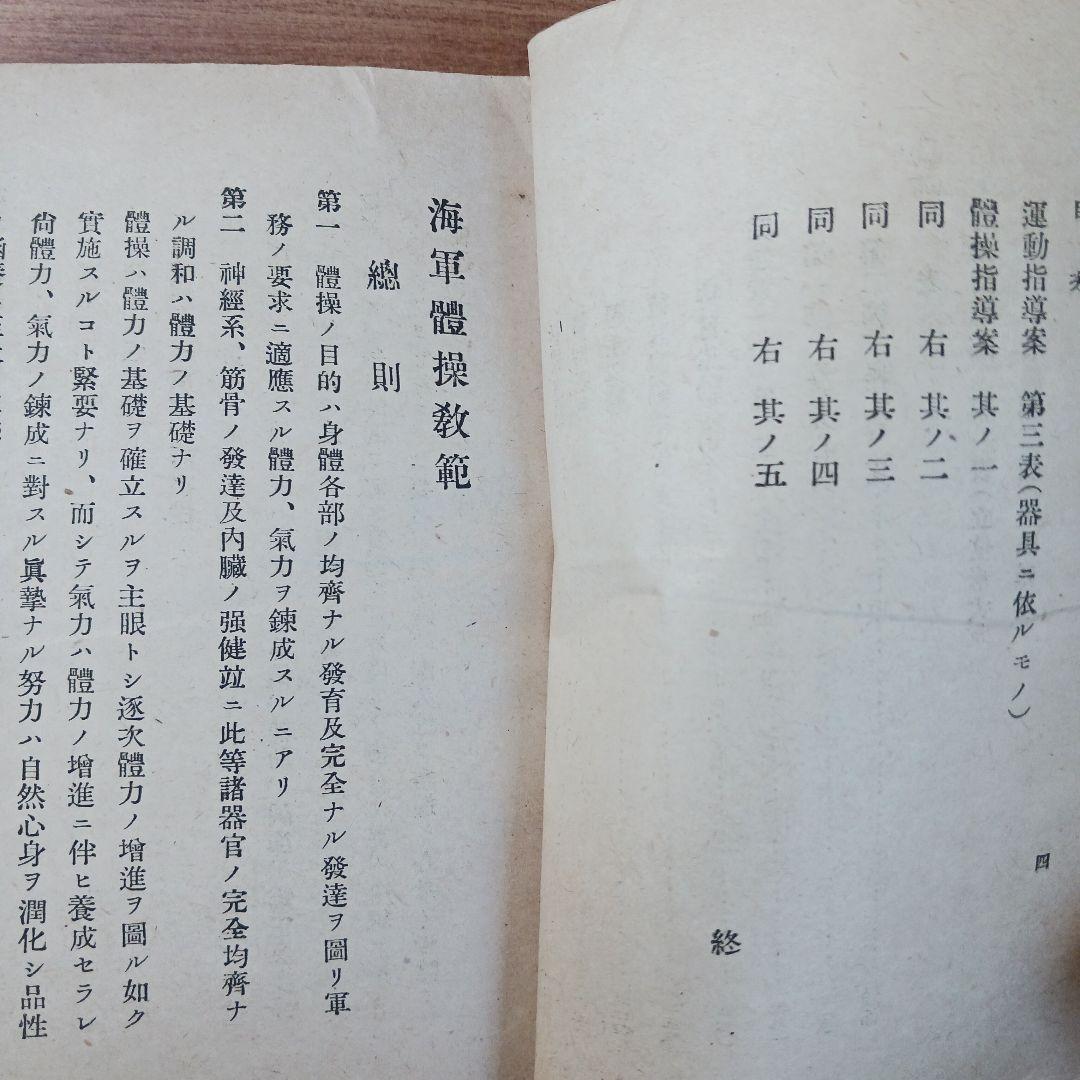 運動指導案 第三表(器具ニ依ルモノ)
體操指導案 其ノ一
同 右 其ノ二
同 右 其ノ三
同 右 其ノ四
同 右 其ノ五
終
四
海軍體操教範
總則
第一 體操ノ目的ハ身體各部ノ均齊ナル發育及完全ナル發達ヲ圖リ軍
務ノ要求ニ適應スル體力、氣力ヲ鍊成スルニアリ
第二 神經系、筋骨ノ發達及內臟ノ强健竝ニ此等諸器官ノ完全均齊ナ
ル調和ハ體力ノ基礎ナリ
體操ハ體力ノ基礎ヲ確立スルヲ主眼トシ逐次體力ノ增進ヲ圖ル如ク
實施スルコト緊要ナリ、而シテ氣力ハ體力ノ增進ニ伴ヒ養成セラレ
尙體力、氣力ノ鍊成ニ對スル眞摯ナル努力ハ自然心身ヲ潤化シ品性